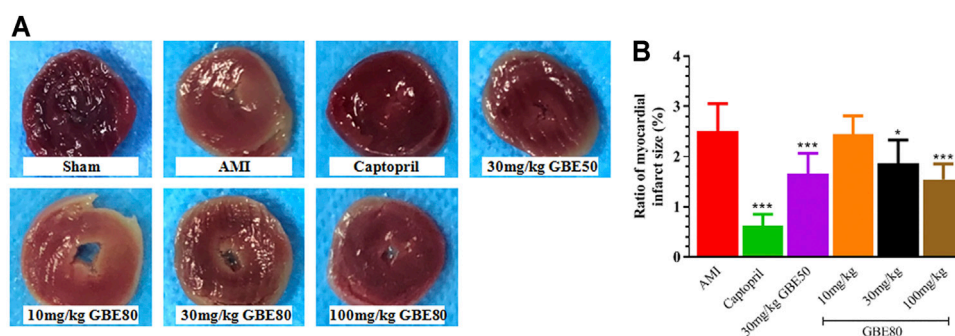 A
Sham
AMI
Captopril
30mg/kg GBE50
10mg/kg GBE80
30mg/kg GBE80
100mg/kg GBE80
B
Ratio of myocardial
infarct size (%)
4
3
2
1
0
***
***
*
***
AMI
Captopril
30mg/kg GBE50
10mg/kg
30mg/kg
100mg/kg
GBE80